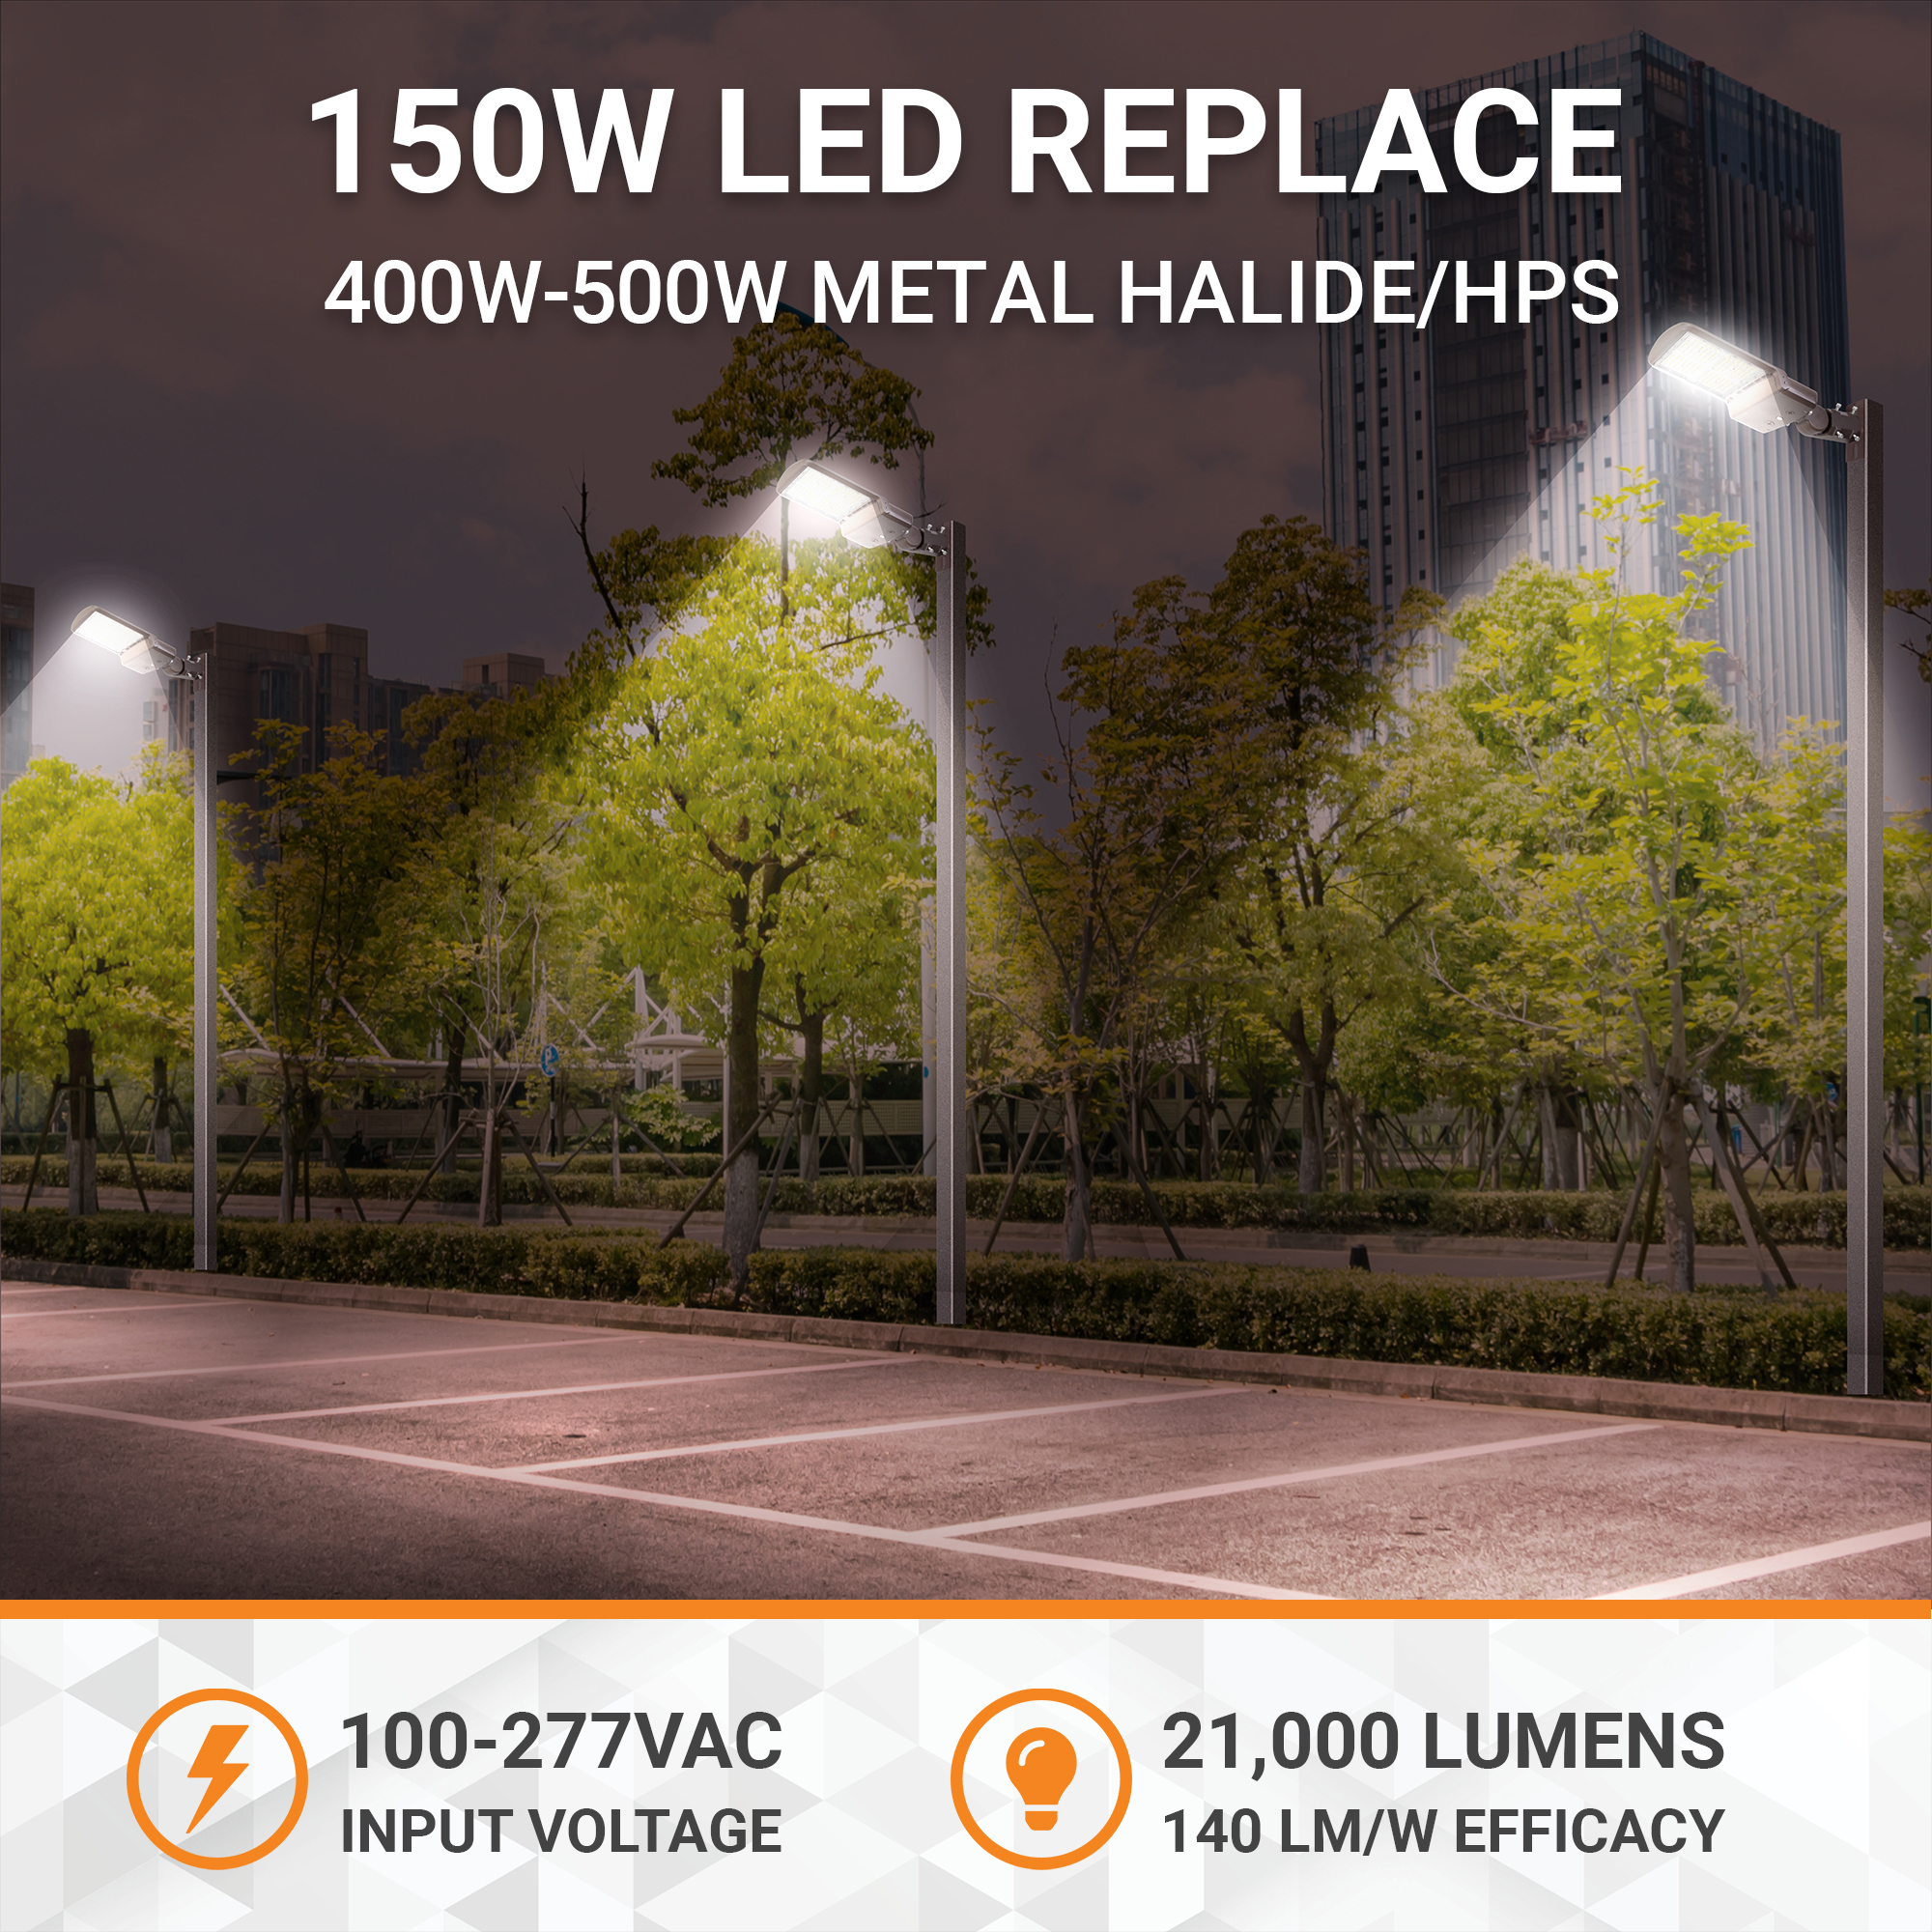 150W LED REPLACE
400W-500W METAL HALIDE/HPS
100-277VAC
INPUT VOLTAGE
21,000 LUMENS
140 LM/W EFFICACY